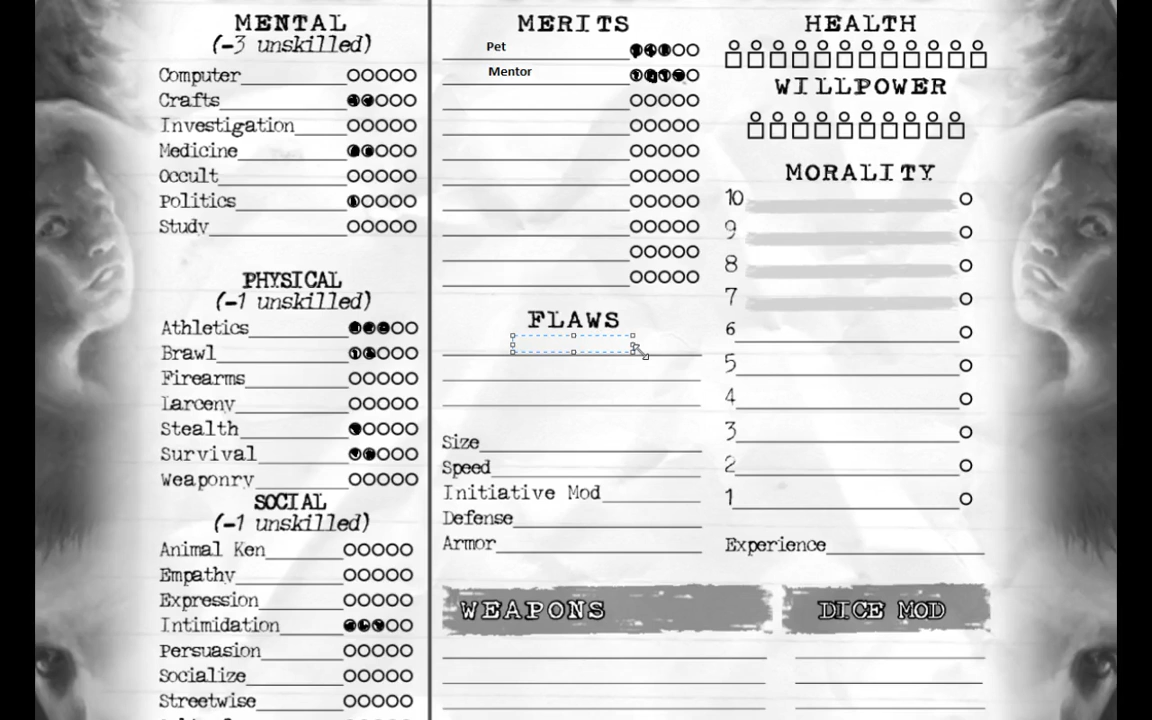 MENTAL
(-3 unskilled)
Computer
Crafts
Investigation
Medicine
Occult
Politics
Study
PHYSICAL
(-1 unskilled)
Athletics
Brawl
Firearms
Larceny
Stealth
Survival
Weaponry
SOCIAL
(-1 unskilled)
Animal Ken
Empathy
Expression
Intimidation
Persuasion
Socialize
Streetwise
MERITS
Pet
Mentor
FLAWS
Size
Speed
Initiative Mod
Defense
Armor
HEALTH
WILLPOWER
MORALITY
10
9
8
7
6
5
4
3
2
1
Experience
WEAPONS
DICE MOD